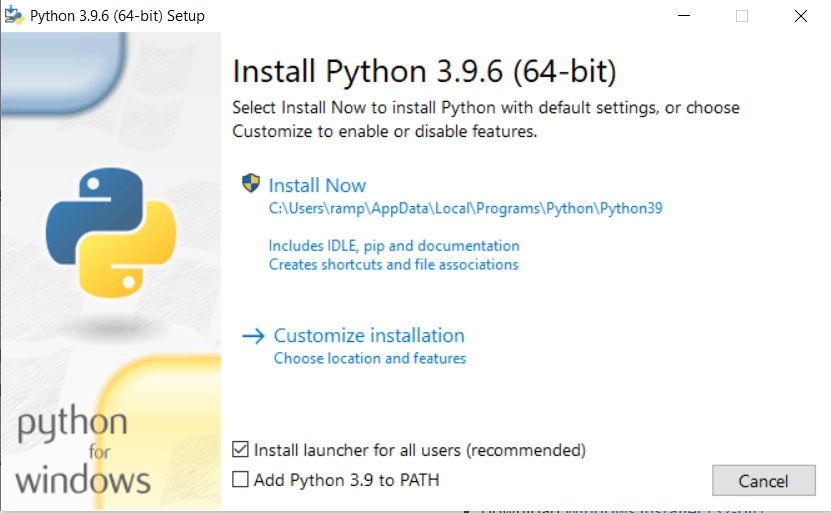 Python 3.9.6 (64-bit) Setup
Install Python 3.9.6 (64-bit)
Select Install Now to install Python with default settings, or choose
Customize to enable or disable features.
Install Now
C:\Users\ramp\AppData\Local\Programs\Python\Python39
Includes IDLE, pip and documentation
Creates shortcuts and file associations
Customize installation
Choose location and features
python
for
windows
Install launcher for all users (recommended)
Add Python 3.9 to PATH
Cancel